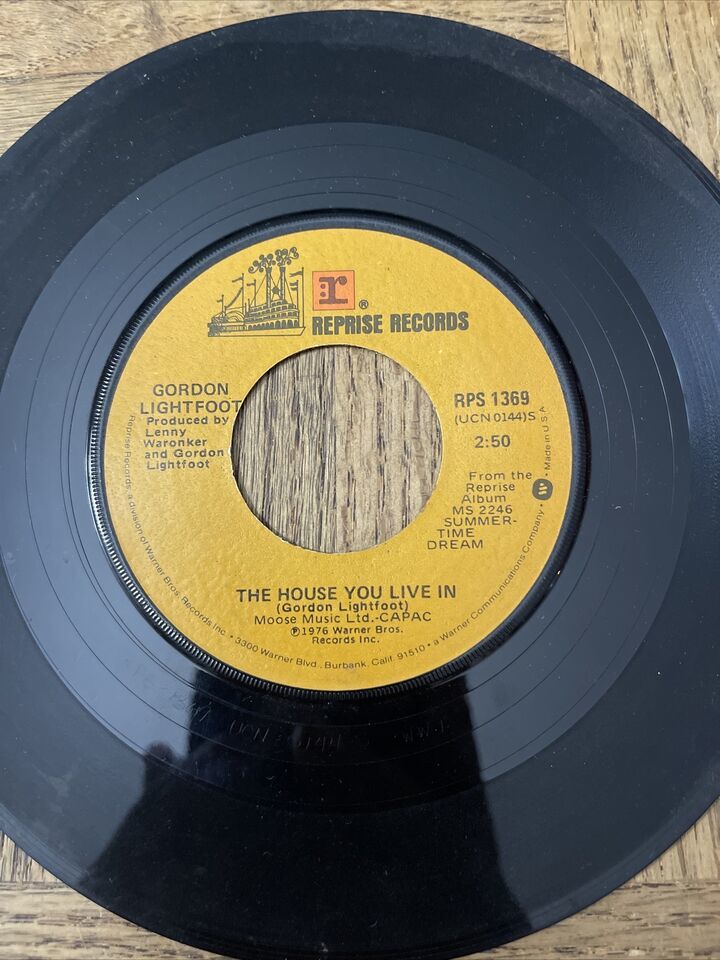 r®
REPRISE RECORDS
GORDON
LIGHTFOOT
Produced by
Lenny
Waronker
and Gordon
Lightfoot
RPS 1369
(UCN 0144)S
2:50
From the
Reprise
Album
MS 2246
SUMMER-
TIME
DREAM
THE HOUSE YOU LIVE IN
(Gordon Lightfoot)
Moose Music Ltd.-CAPAC
℗1976 Warner Bros.
Records Inc.
Reprise Records, a division of Warner Bros. Records Inc. • 3300 Warner Blvd., Burbank, Calif. 91510 • a Warner Communications Company • W • Made in U.S.A.